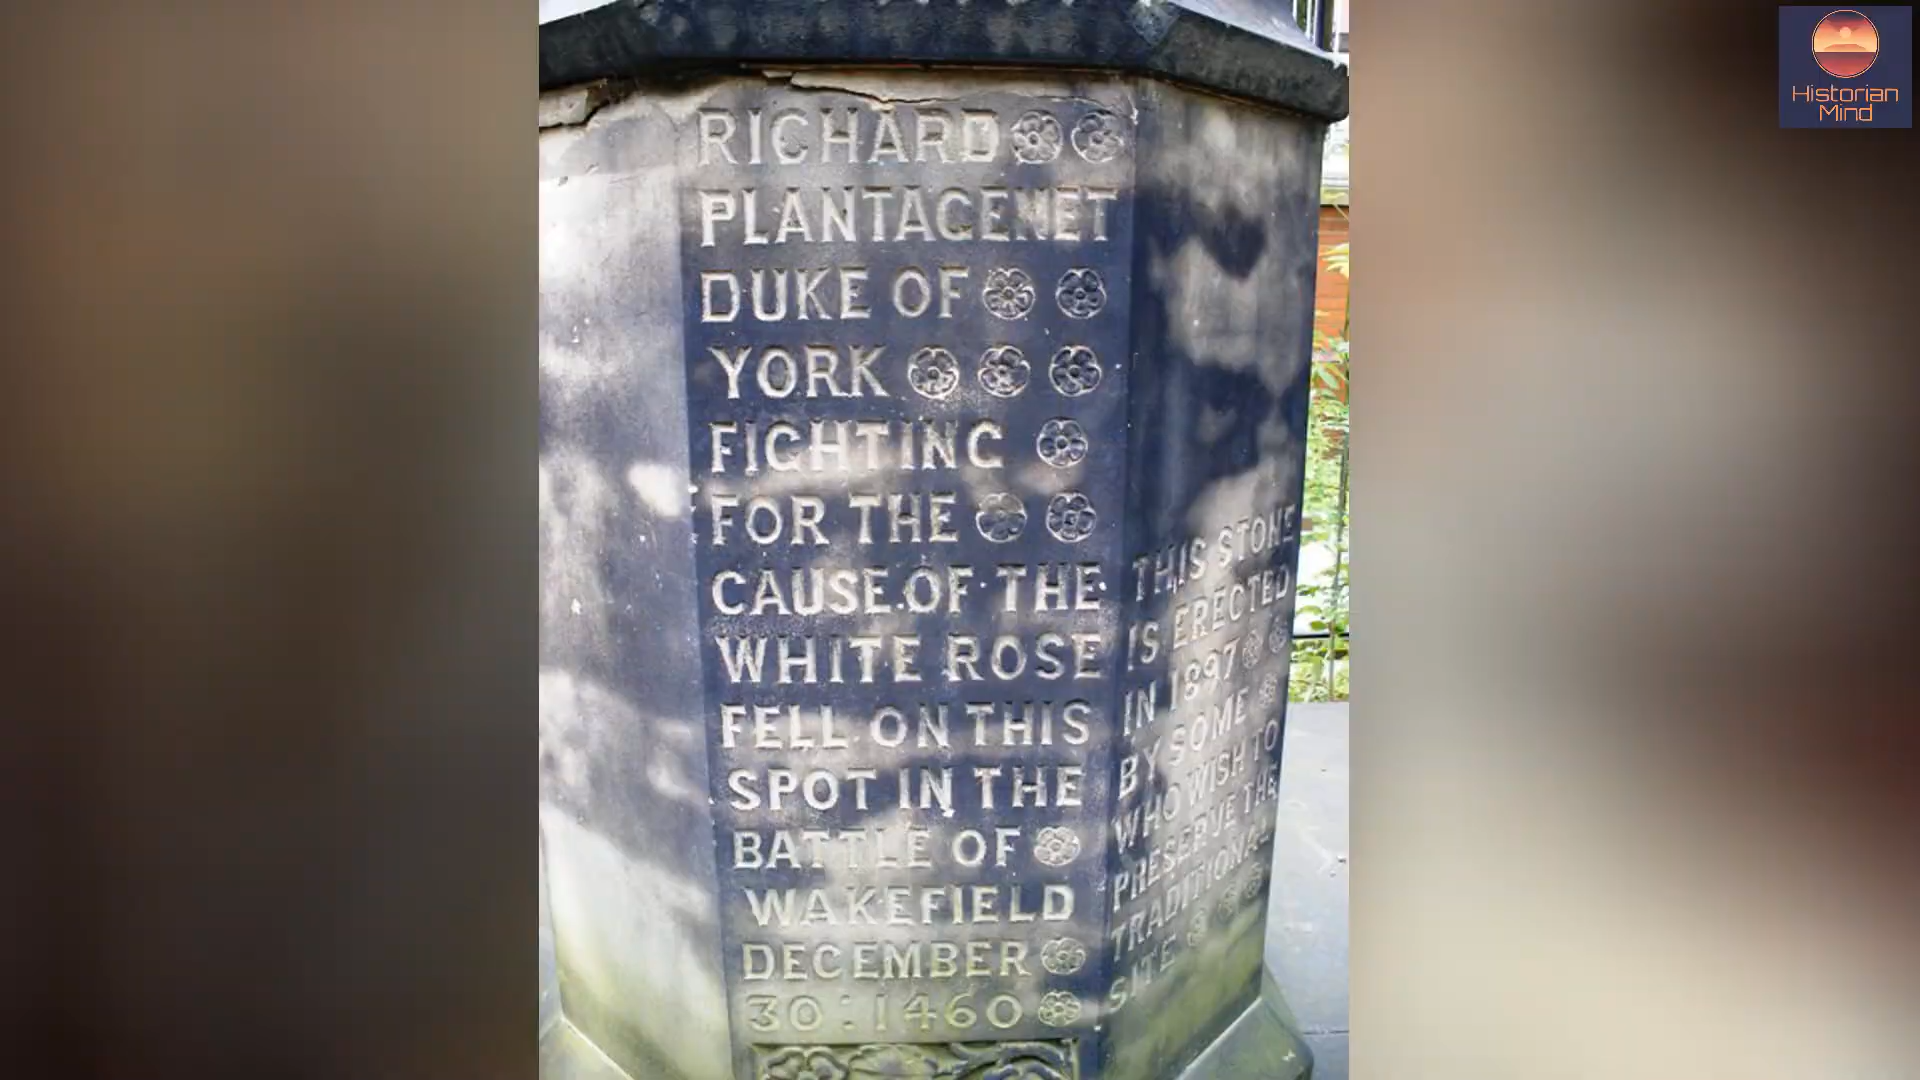 RICHARD
PLANTAGENET
DUKE OF
YORK
FIGHTING
FOR THE
CAUSE OF THE
WHITE ROSE
FELL ON THIS
SPOT IN THE
BATTLE OF
WAKEFIELD
DECEMBER
30 : 1460
THIS STONE
IS ERECTED
IN 1897
BY SOME
WHO WISH TO
PRESERVE THE
TRADITIONAL
SITE
Historian
Mind